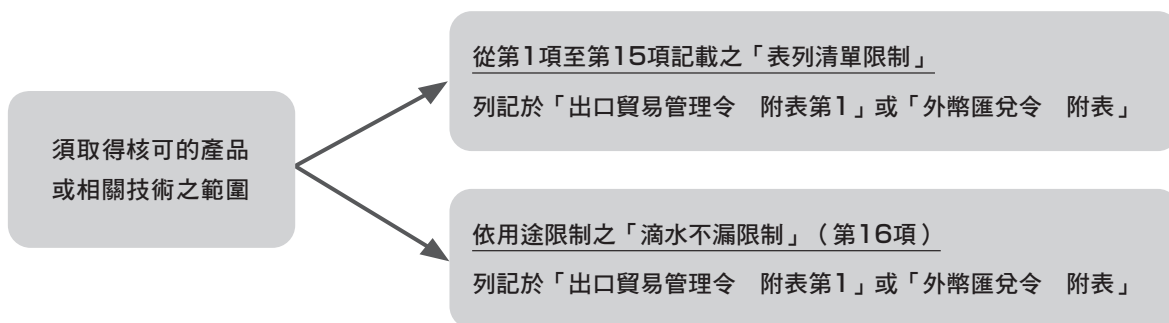 須取得核可的產品
或相關技術之範圍
從第1項至第15項記載之「表列清單限制」
列記於「出口貿易管理令　附表第1」或「外幣匯兌令　附表」
依用途限制之「滴水不漏限制」（第16項）
列記於「出口貿易管理令　附表第1」或「外幣匯兌令　附表」